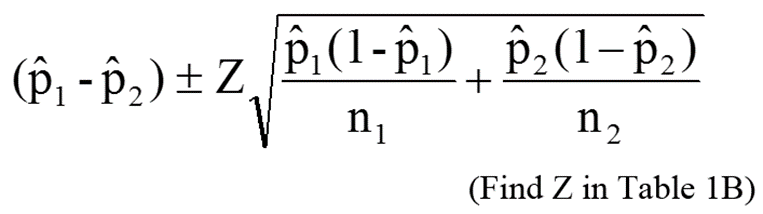 (p̂₁ - p̂₂) ± Z√(p̂₁(1-p̂₁)/n₁ + p̂₂(1–p̂₂)/n₂)
(Find Z in Table 1B)